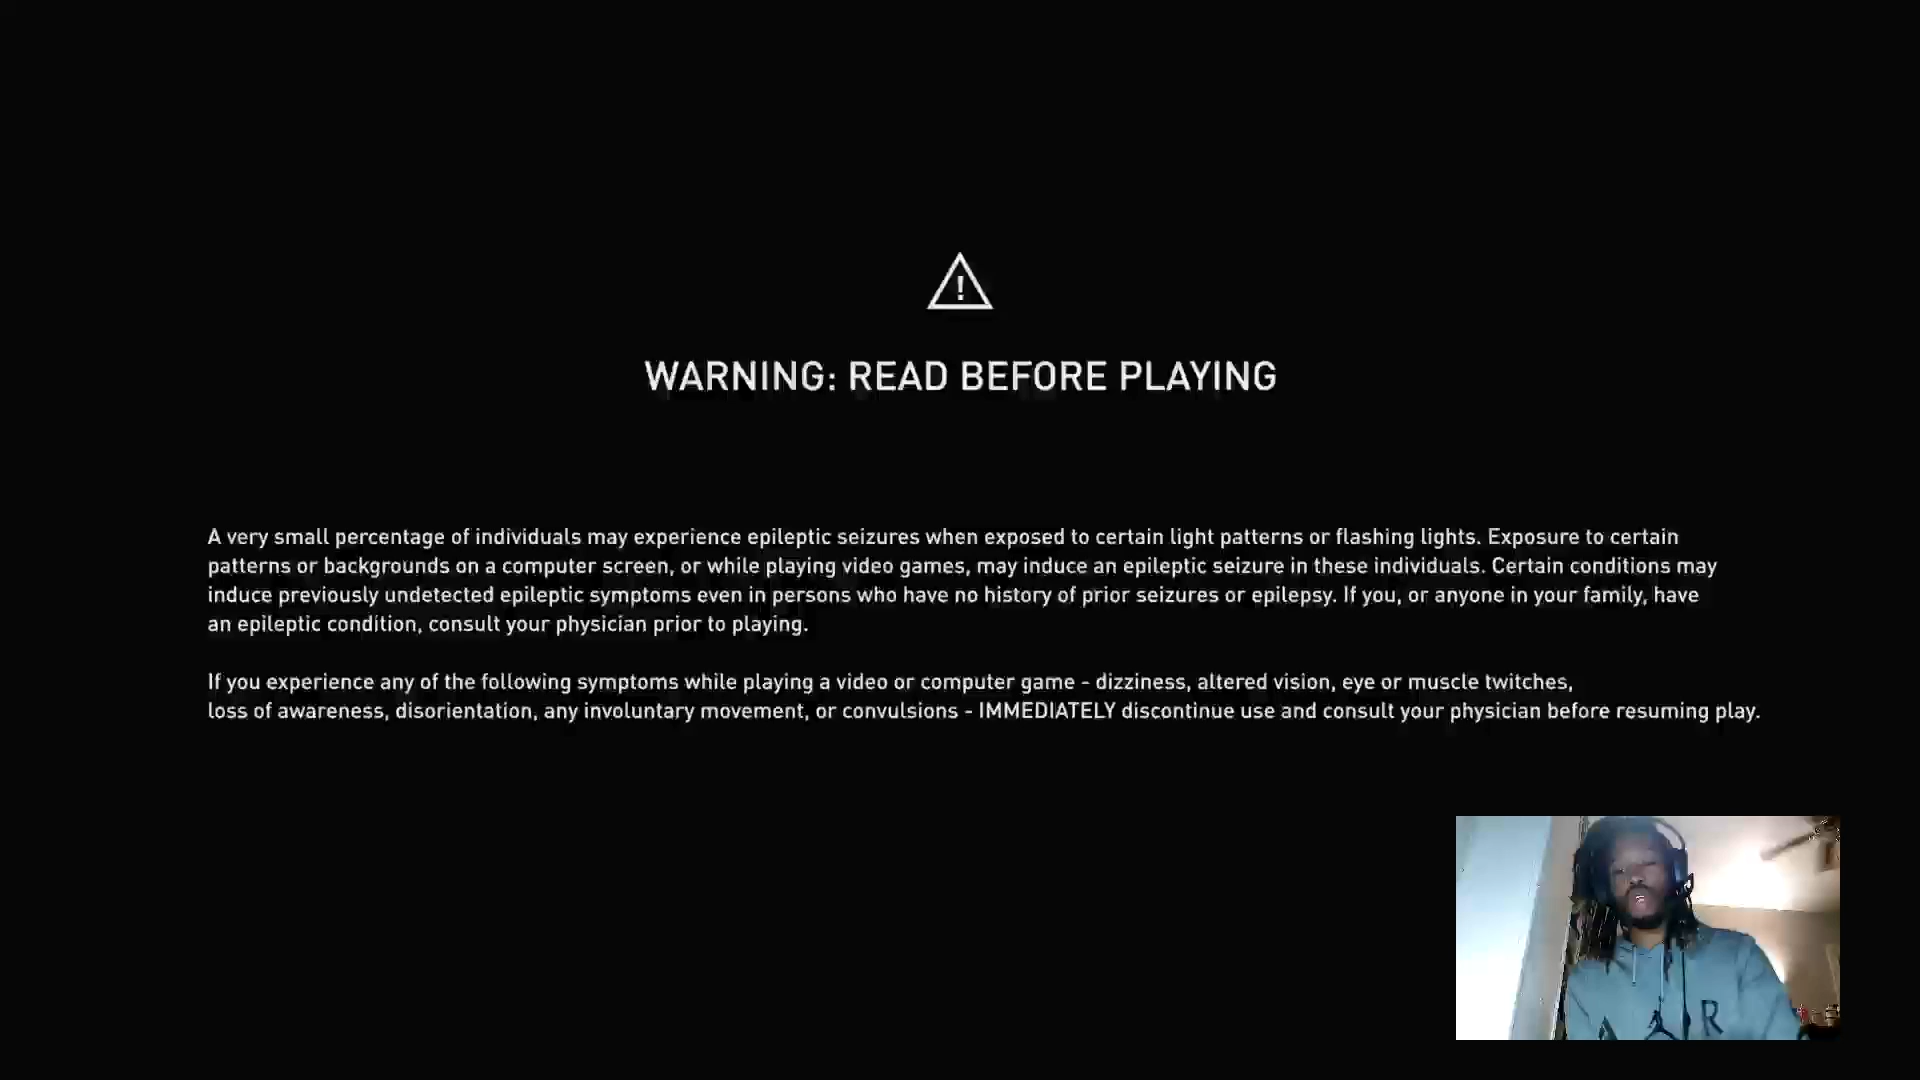 !
WARNING: READ BEFORE PLAYING
A very small percentage of individuals may experience epileptic seizures when exposed to certain light patterns or flashing lights. Exposure to certain
patterns or backgrounds on a computer screen, or while playing video games, may induce an epileptic seizure in these individuals. Certain conditions may
induce previously undetected epileptic symptoms even in persons who have no history of prior seizures or epilepsy. If you, or anyone in your family, have
an epileptic condition, consult your physician prior to playing.
If you experience any of the following symptoms while playing a video or computer game - dizziness, altered vision, eye or muscle twitches,
loss of awareness, disorientation, any involuntary movement, or convulsions - IMMEDIATELY discontinue use and consult your physician before resuming play.
A R